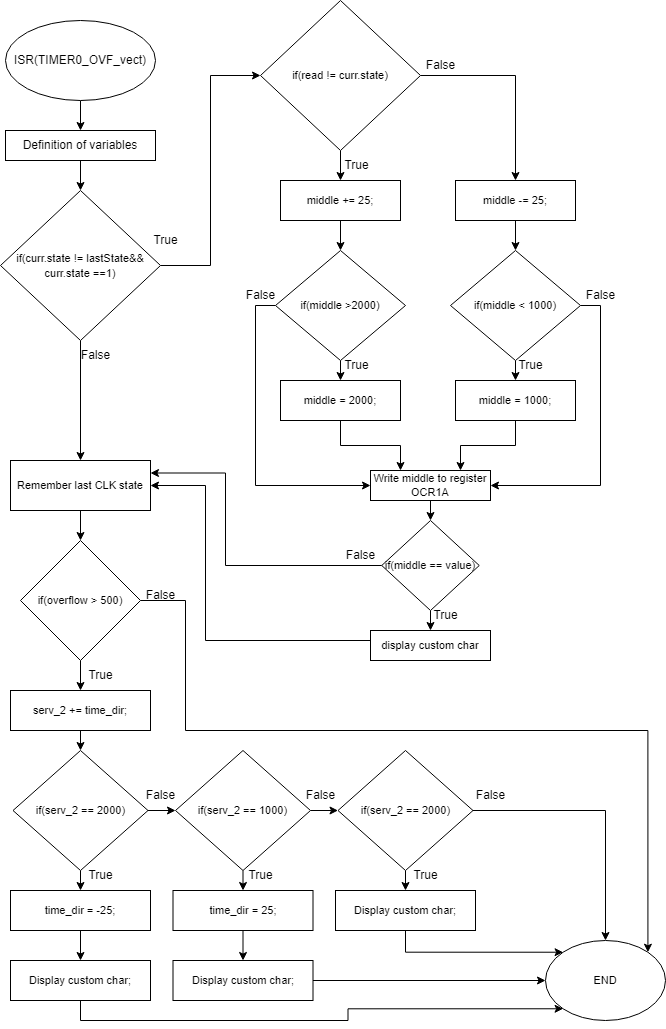 ISR(TIMER0_OVF_vect)
Definition of variables
if(curr.state != lastState&&
curr.state ==1)
True
False
if(read != curr.state)
False
True
middle += 25;
middle -= 25;
if(middle >2000)
False
True
if(middle < 1000)
False
True
middle = 2000;
middle = 1000;
Write middle to register
OCR1A
if(middle == value)
False
True
display custom char
Remember last CLK state
if(overflow > 500)
False
True
serv_2 += time_dir;
if(serv_2 == 2000)
False
True
if(serv_2 == 1000)
False
True
if(serv_2 == 2000)
False
True
time_dir = -25;
time_dir = 25;
Display custom char;
Display custom char;
Display custom char;
END